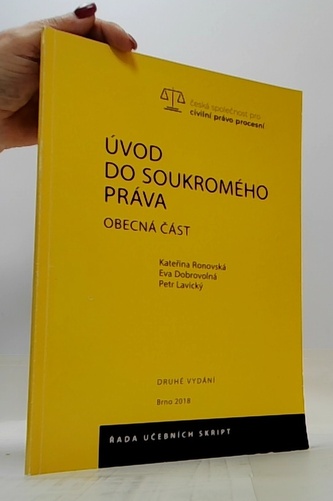 česká společnost pro
civilní právo procesní
ÚVOD
DO SOUKROMÉHO
PRÁVA
OBECNÁ ČÁST
Kateřina Ronovská
Eva Dobrovolná
Petr Lavický
DRUHÉ VYDÁNÍ
Brno 2018
ŘADA UČEBNÍCH SKRIPT